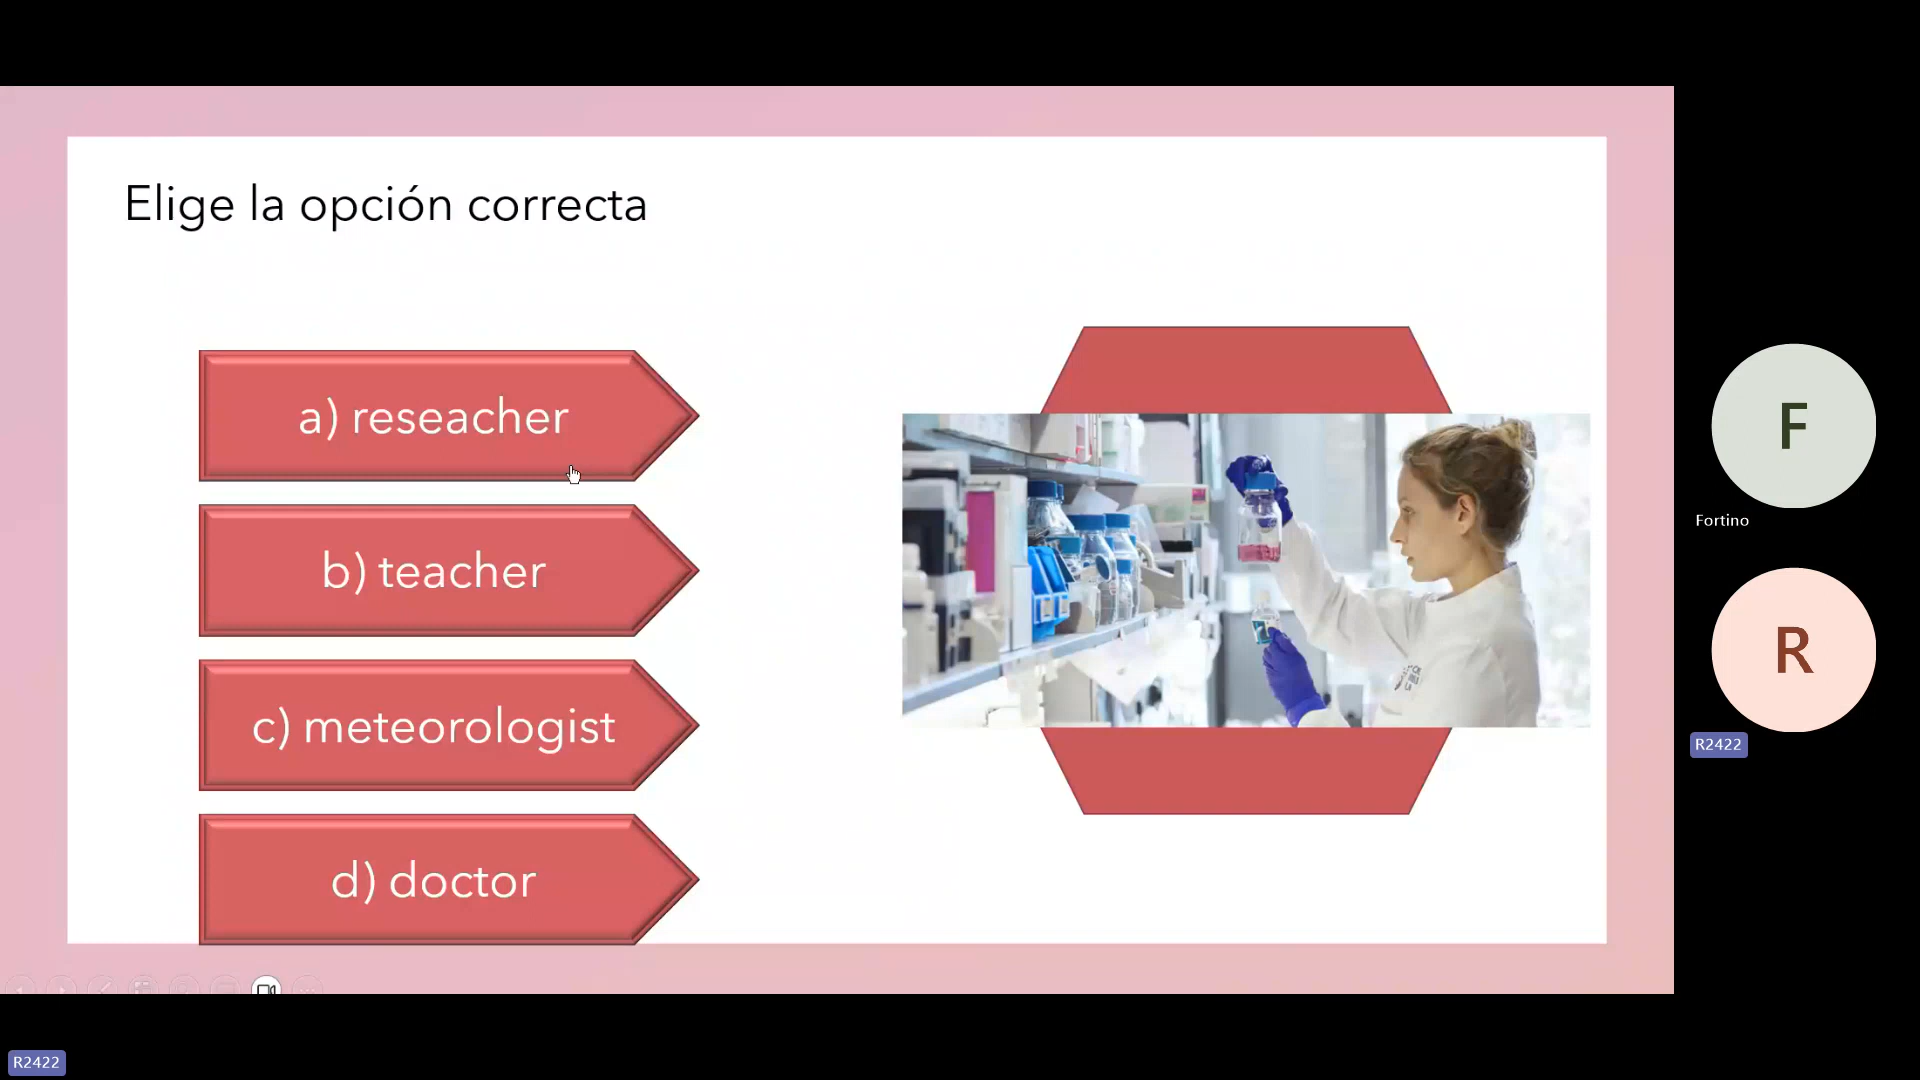 Elige la opción correcta
a) reseacher
b) teacher
c) meteorologist
d) doctor
F
Fortino
R
R2422
R2422